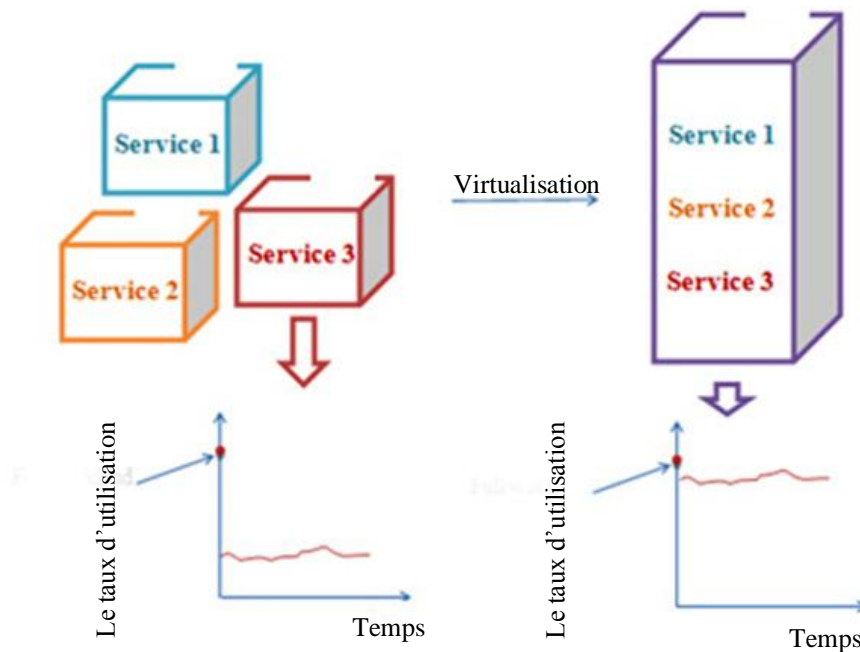 Service 1
Service 2
Service 3
Virtualisation
Service 1
Service 2
Service 3
Le taux d’utilisation
Temps
Le taux d’utilisation
Temps